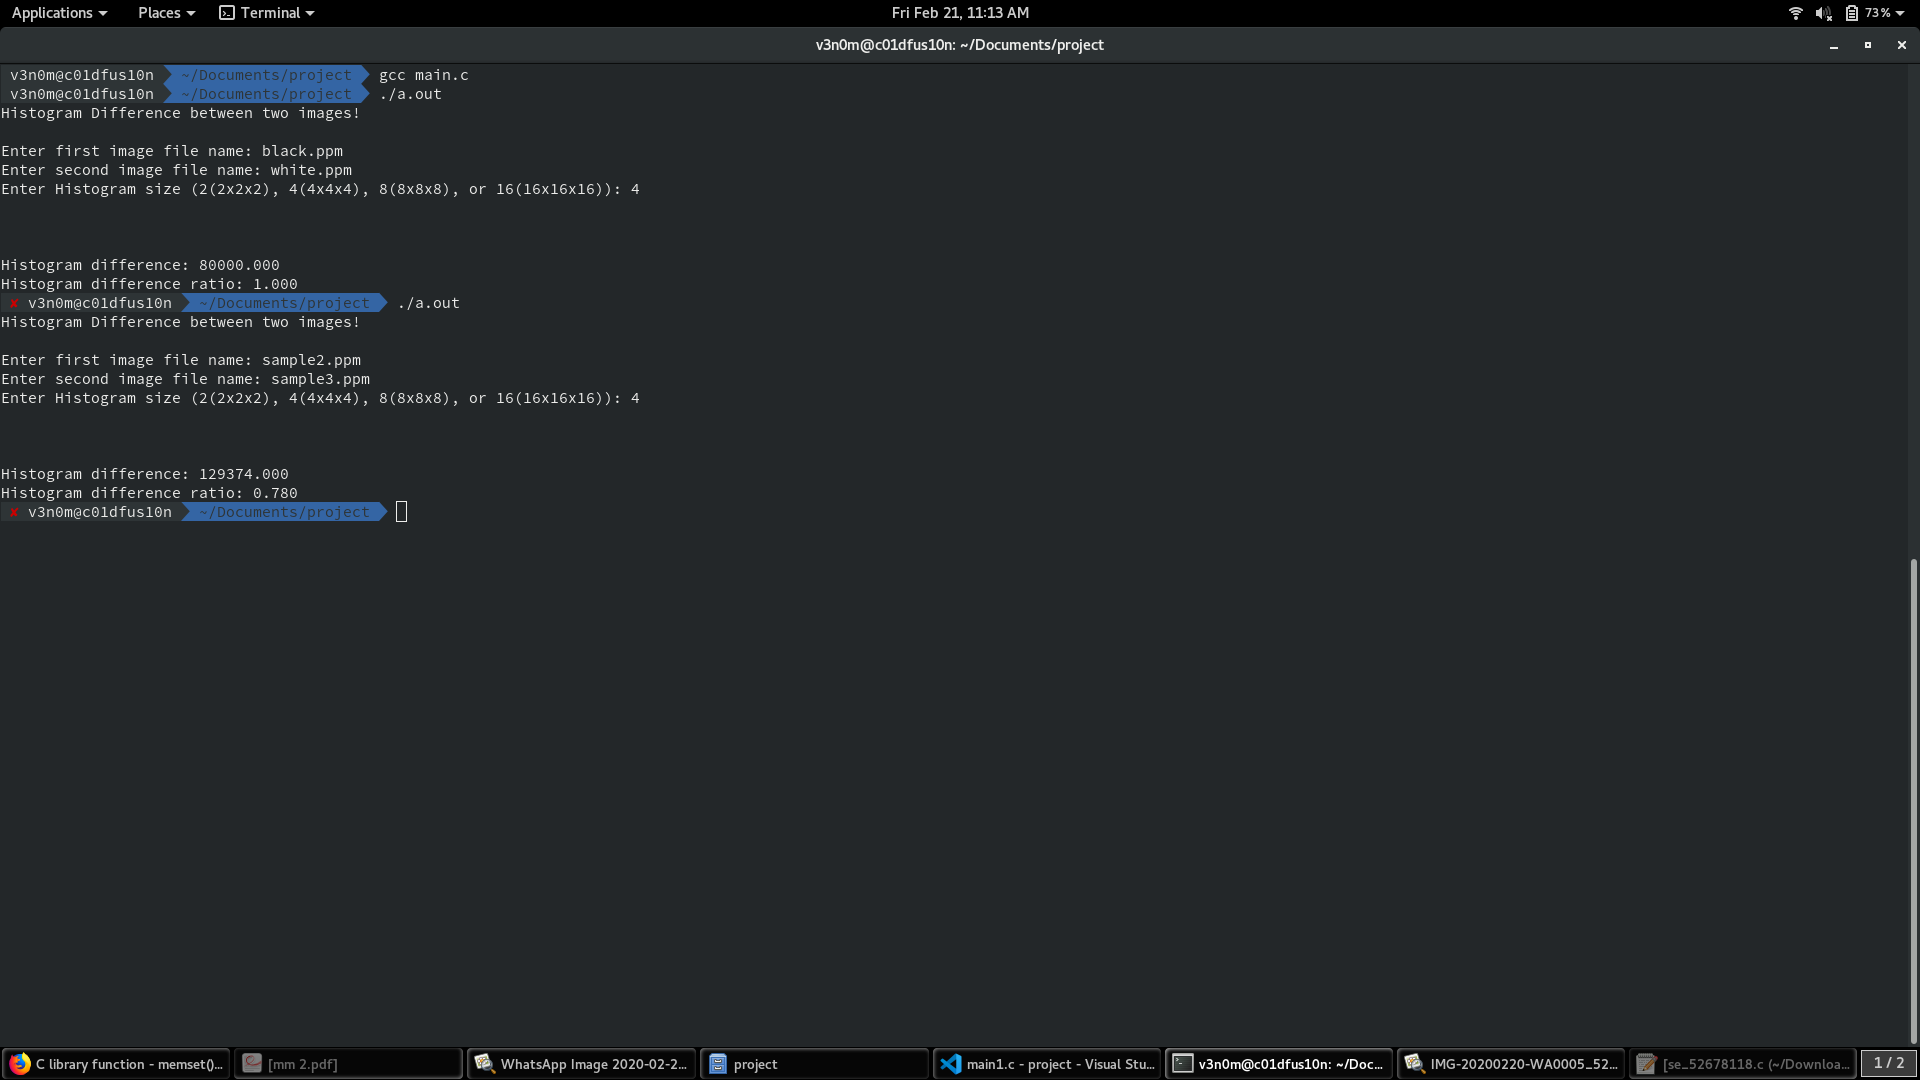 Applications Places Terminal Fri Feb 21, 11:13 AM 73%
v3n0m@c01dfus10n: ~/Documents/project
v3n0m@c01dfus10n ~/Documents/project gcc main.c
v3n0m@c01dfus10n ~/Documents/project ./a.out
Histogram Difference between two images!
Enter first image file name: black.ppm
Enter second image file name: white.ppm
Enter Histogram size (2(2x2x2), 4(4x4x4), 8(8x8x8), or 16(16x16x16)): 4
Histogram difference: 80000.000
Histogram difference ratio: 1.000
✘ v3n0m@c01dfus10n ~/Documents/project ./a.out
Histogram Difference between two images!
Enter first image file name: sample2.ppm
Enter second image file name: sample3.ppm
Enter Histogram size (2(2x2x2), 4(4x4x4), 8(8x8x8), or 16(16x16x16)): 4
Histogram difference: 129374.000
Histogram difference ratio: 0.780
✘ v3n0m@c01dfus10n ~/Documents/project
C library function - memset()... [mm 2.pdf] WhatsApp Image 2020-02-2... project main1.c - project - Visual Stu... v3n0m@c01dfus10n: ~/Doc... IMG-20200220-WA0005_52... [se_52678118.c (~/Downloa... 1 / 2